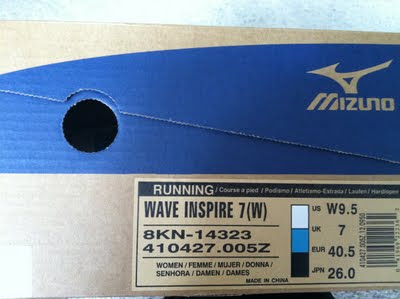 MIZUNO
RUNNING / Course a pied / Podismo / Atletismo-Estrada / Laufen / Hardlopen
WAVE INSPIRE 7 (W)
8KN-14323
410427.005Z
WOMEN / FEMME / MUJER / DONNA /
SENHORA / DAMEN / DAMES
MADE IN CHINA
US W9.5
UK 7
EUR 40.5
JPN 26.0